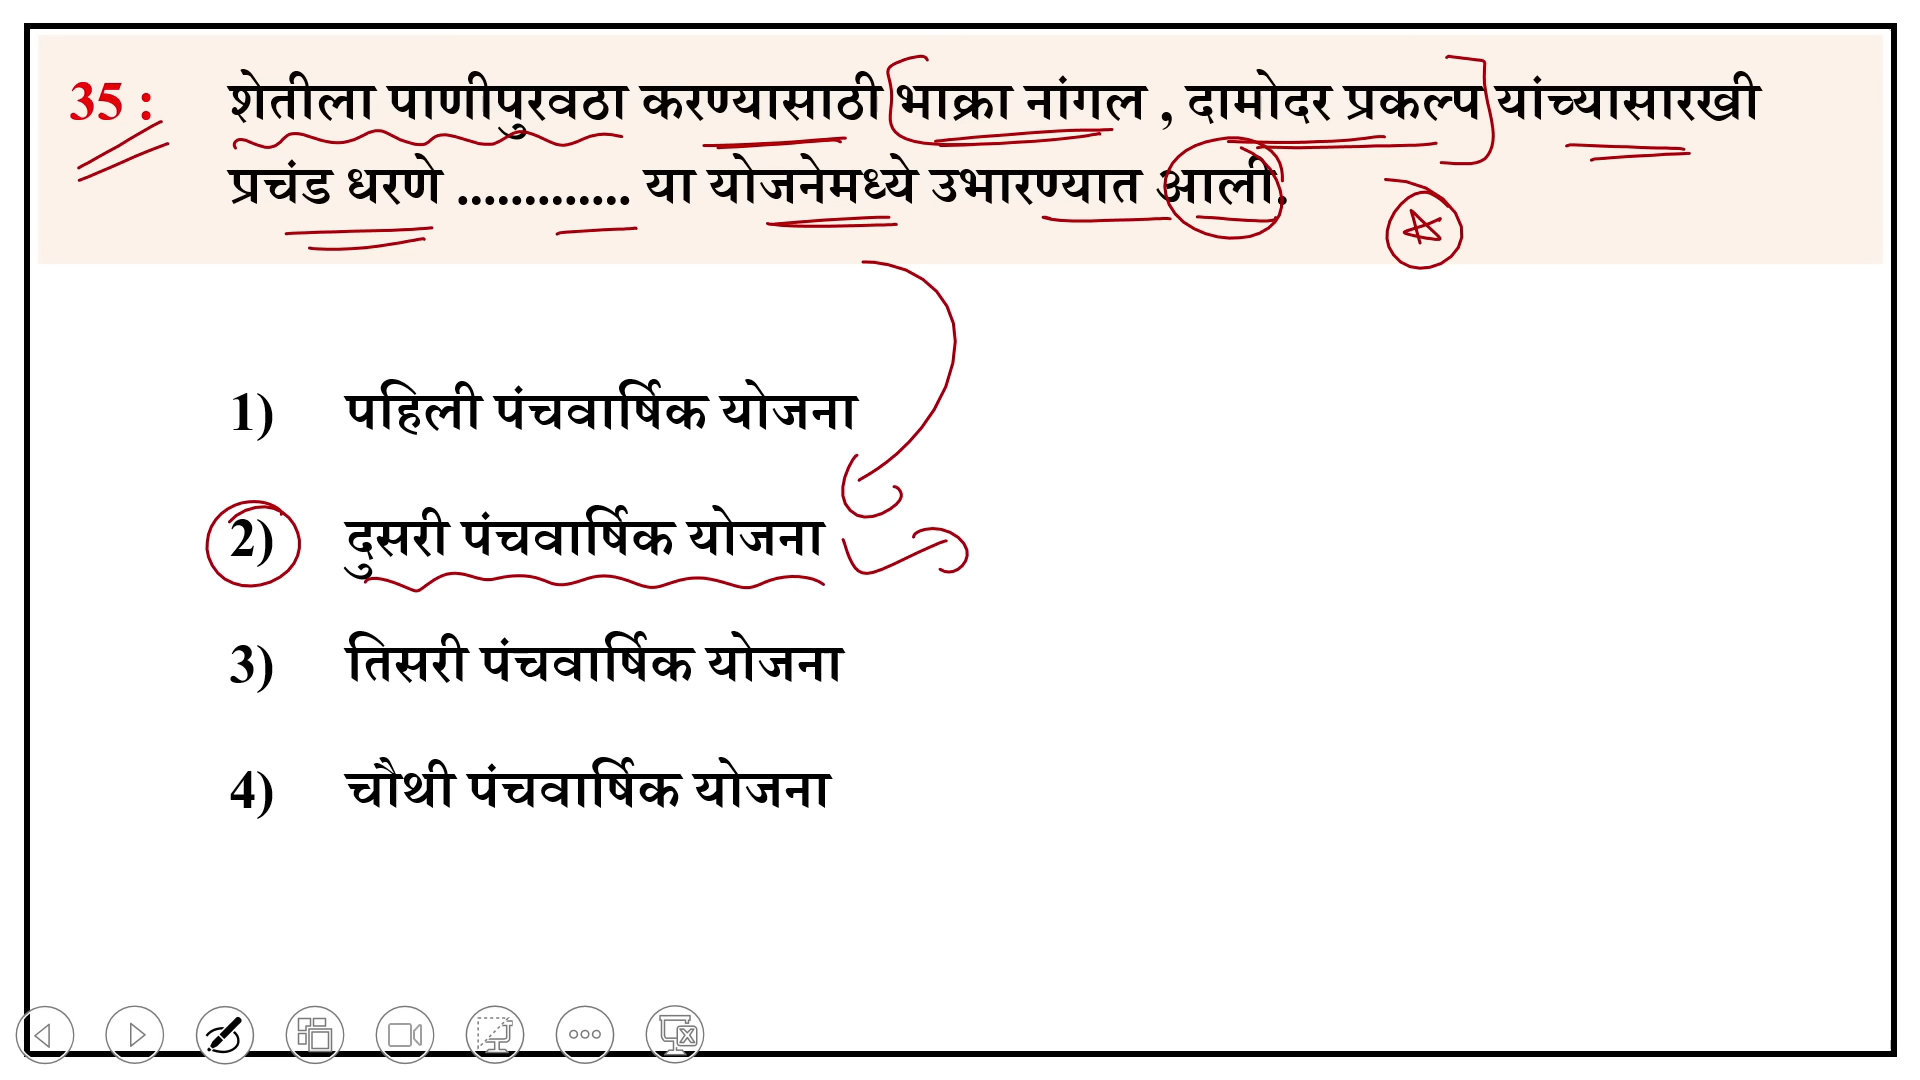 35 : शेतीला पाणीपुरवठा करण्यासाठी भाक्रा नांगल , दामोदर प्रकल्प यांच्यासारखी
प्रचंड धरणे ............. या योजनेमध्ये उभारण्यात आली.
1) पहिली पंचवार्षिक योजना
2) दुसरी पंचवार्षिक योजना
3) तिसरी पंचवार्षिक योजना
4) चौथी पंचवार्षिक योजना